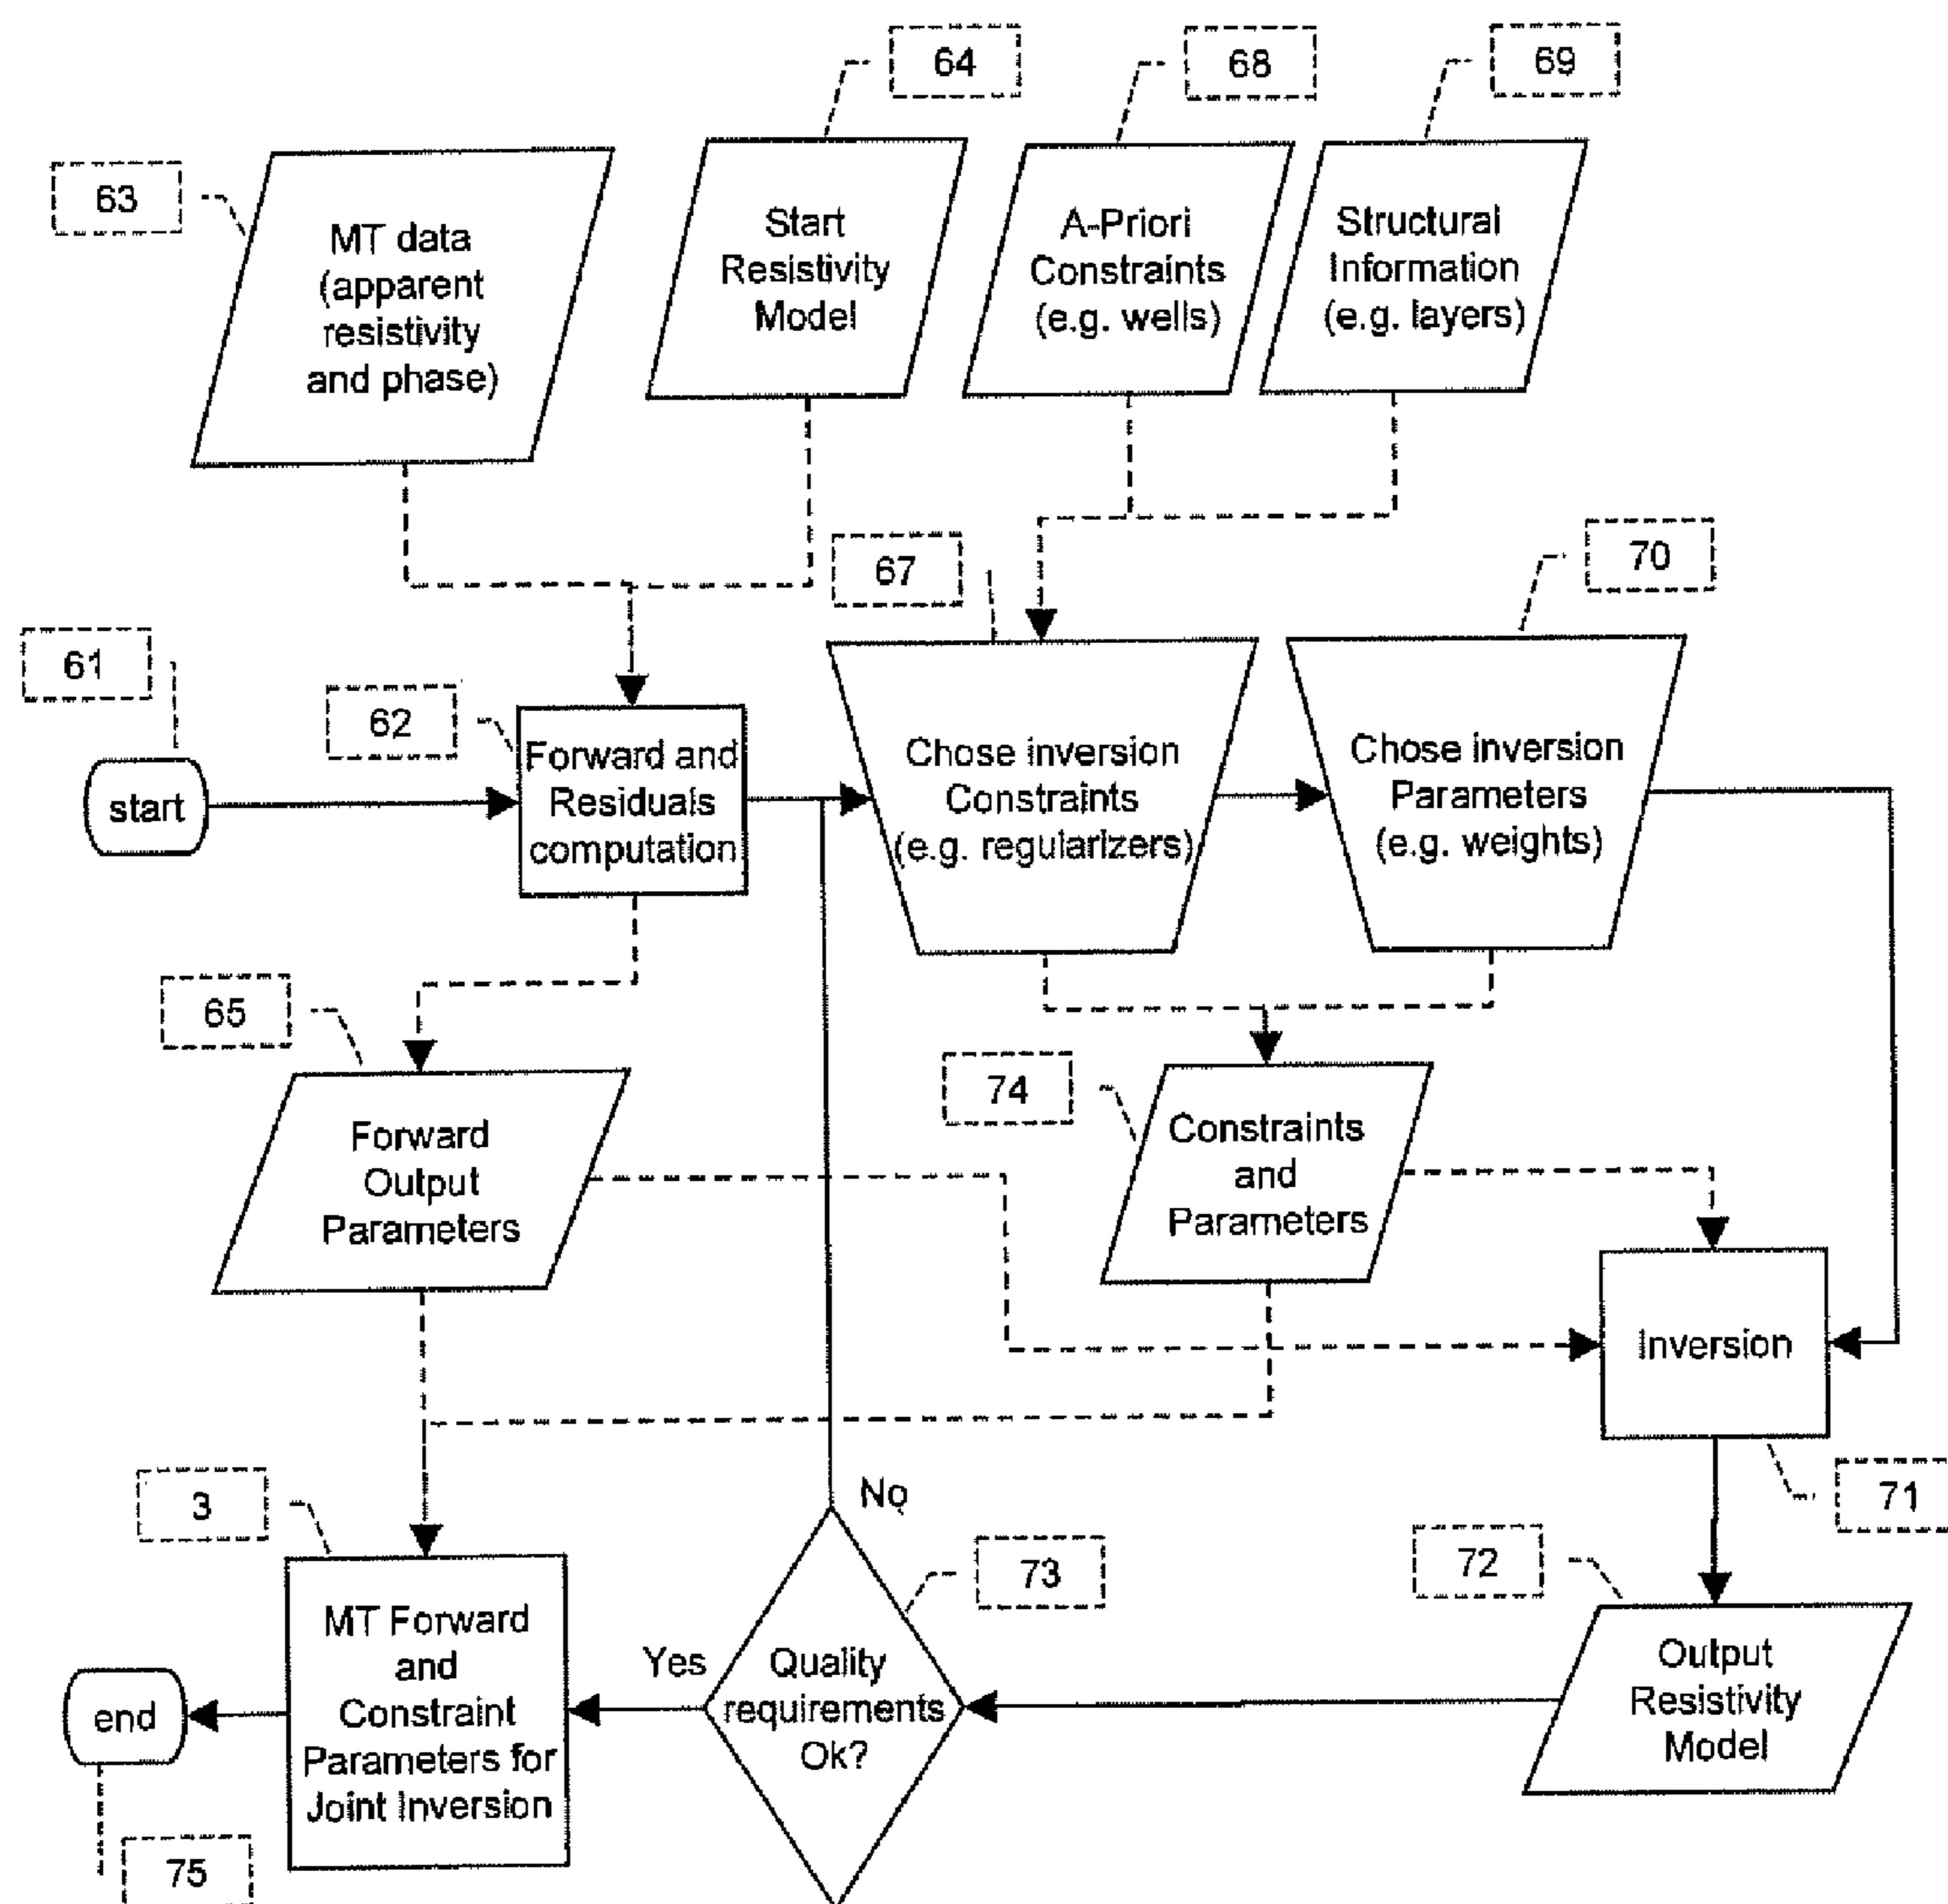 64
68
69
63
MT data
(apparent
resistivity
and phase)
Start
Resistivity
Model
A-Priori
Constraints
(e.g. wells)
Structural
Information
(e.g. layers)
67
70
61
62
start
Forward and
Residuals
computation
Chose inversion
Constraints
(e.g. regularizers)
Chose inversion
Parameters
(e.g. weights)
65
74
Forward
Output
Parameters
Constraints
and
Parameters
Inversion
71
3
No
73
72
MT Forward
and
Constraint
Parameters for
Joint Inversion
Yes
Quality
requirements
Ok?
Output
Resistivity
Model
end
75